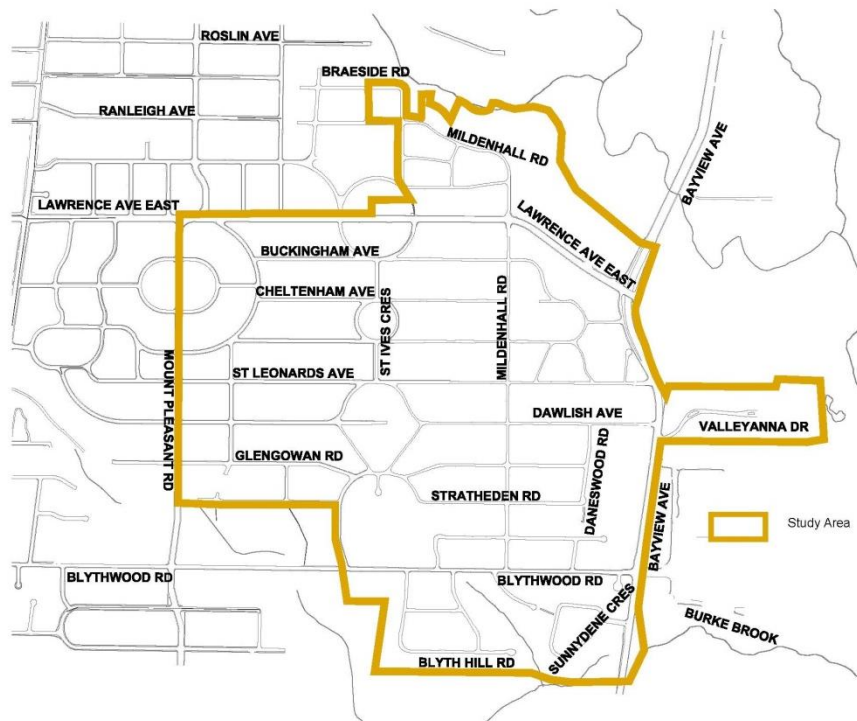 ROSLIN AVE
BRAESIDE RD
RANLEIGH AVE
MILDENHALL RD
BAYVIEW AVE
LAWRENCE AVE EAST
LAWRENCE AVE EAST
BUCKINGHAM AVE
CHELTENHAM AVE
ST IVES CRES
MILDENHALL RD
MOUNT PLEASANT RD
ST LEONARDS AVE
DAWLISH AVE
VALLEYANNA DR
GLENGOWAN RD
DANESWOOD RD
STRATHEDEN RD
BAYVIEW AVE
Study Area
BLYTHWOOD RD
BLYTHWOOD RD
SUNNYDENE CRES
BURKE BROOK
BLYTH HILL RD